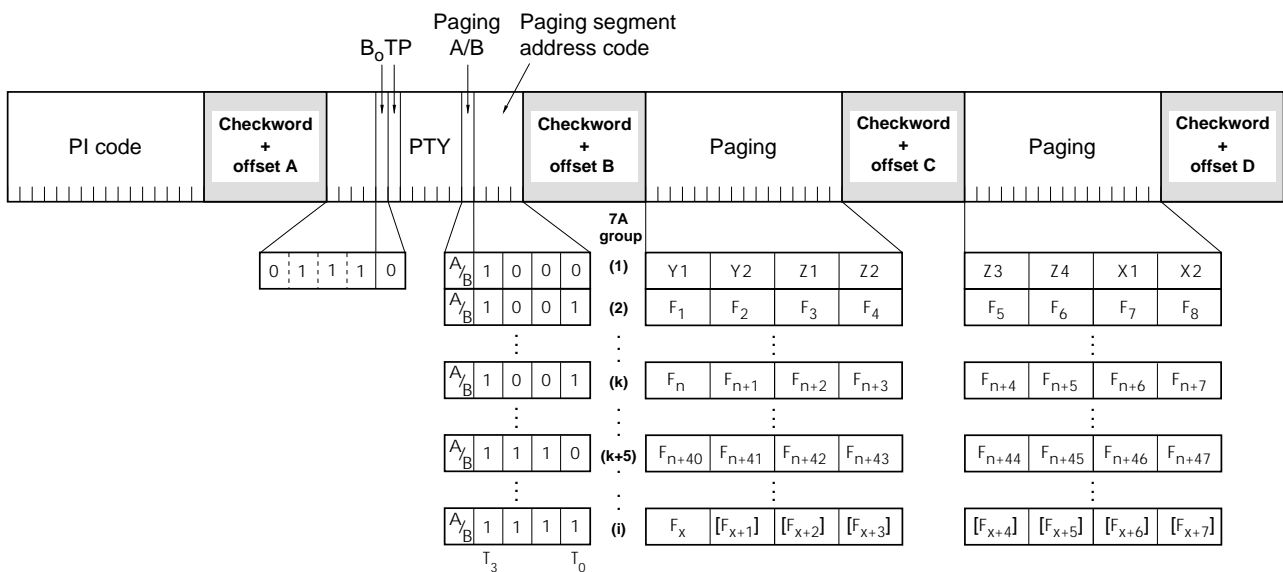 Paging Paging segment
BₒTP A/B address code
PI code Checkword + offset A PTY Checkword + offset B Paging Checkword + offset C Paging Checkword + offset D
7A group
0 1 1 1 0 A/B 1 0 0 0 (1) Y1 Y2 Z1 Z2 Z3 Z4 X1 X2
A/B 1 0 0 1 (2) F₁ F₂ F₃ F₄ F₅ F₆ F₇ F₈
A/B 1 0 0 1 (k) Fₙ Fₙ₊₁ Fₙ₊₂ Fₙ₊₃ Fₙ₊₄ Fₙ₊₅ Fₙ₊₆ Fₙ₊₇
A/B 1 1 1 0 (k+5) Fₙ₊₄₀ Fₙ₊₄₁ Fₙ₊₄₂ Fₙ₊₄₃ Fₙ₊₄₄ Fₙ₊₄₅ Fₙ₊₄₆ Fₙ₊₄₇
A/B 1 1 1 1 (i) Fₓ [Fₓ₊₁] [Fₓ₊₂] [Fₓ₊₃] [Fₓ₊₄] [Fₓ₊₅] [Fₓ₊₆] [Fₓ₊₇]
T₃ T₀